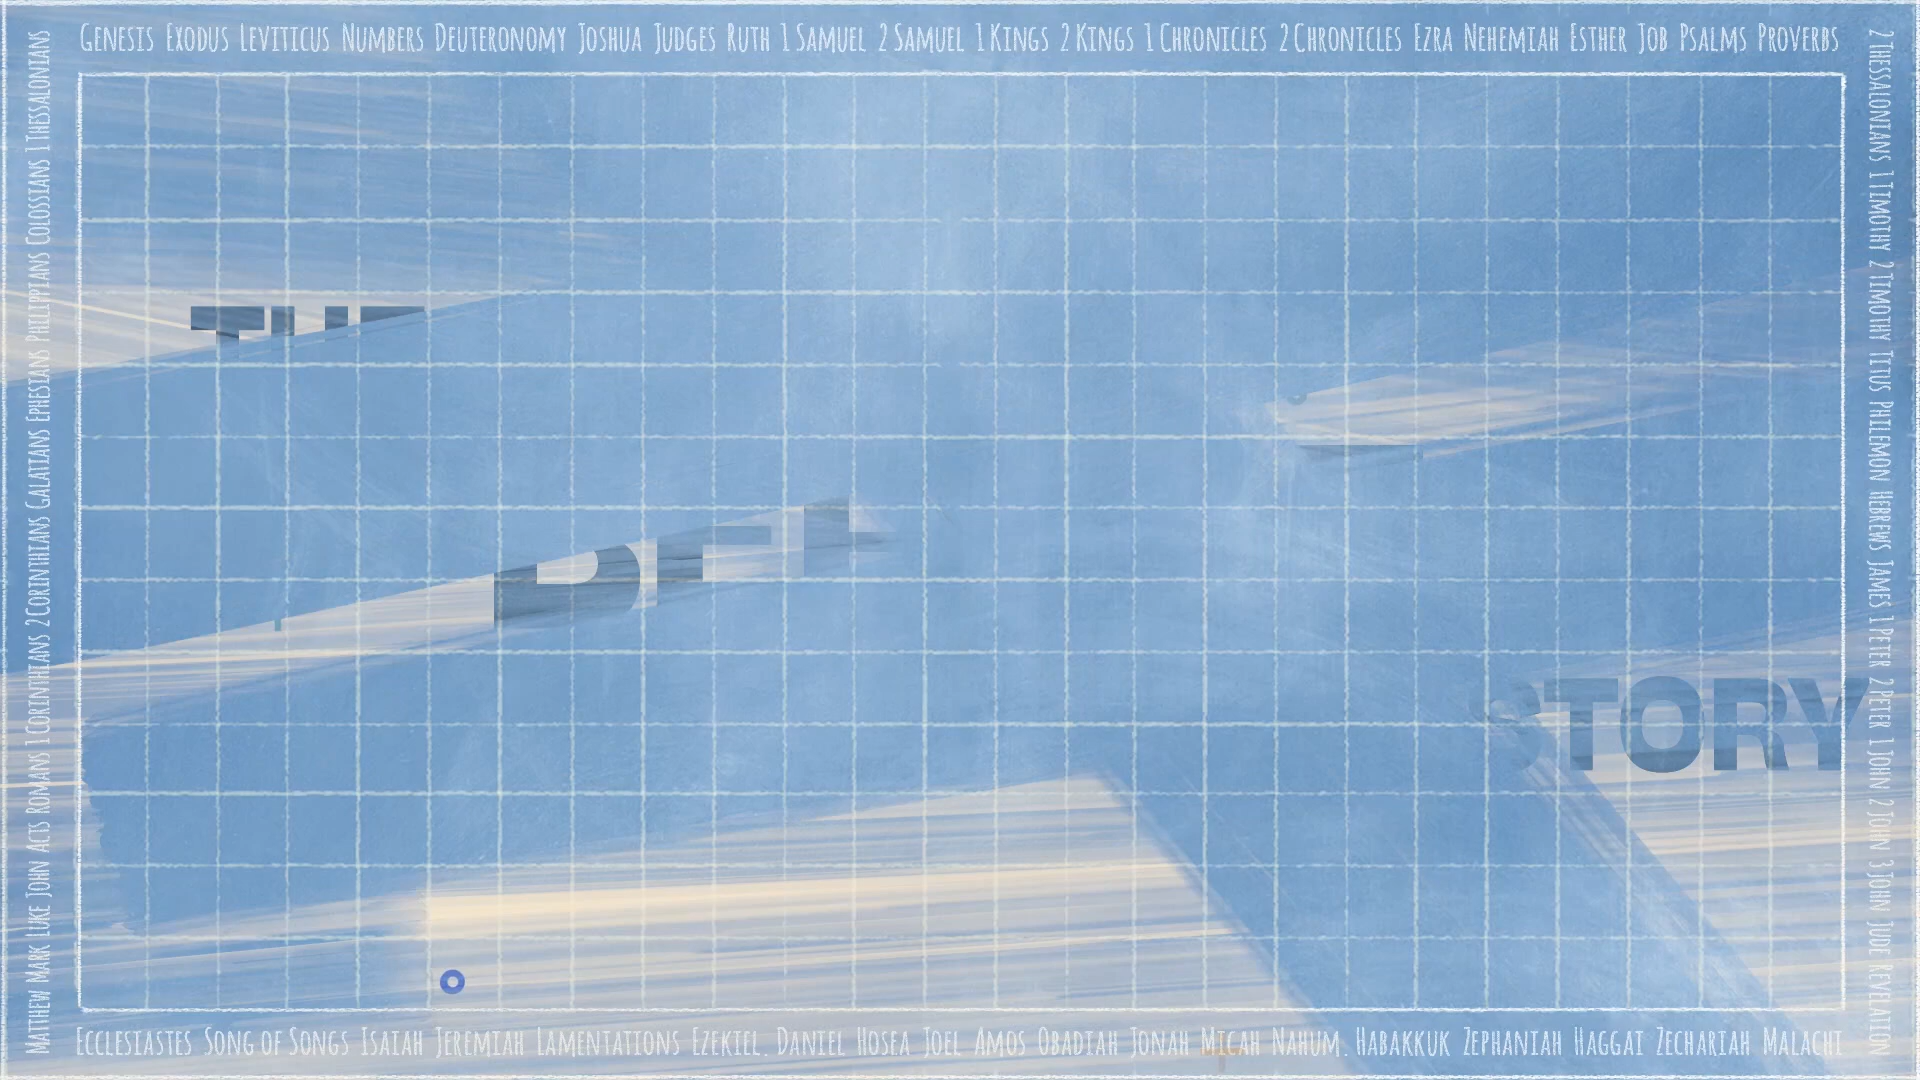 GENESIS EXODUS LEVITICUS NUMBERS DEUTERONOMY JOSHUA JUDGES RUTH 1 SAMUEL 2 SAMUEL 1 KINGS 2 KINGS 1 CHRONICLES 2 CHRONICLES EZRA NEHEMIAH ESTHER JOB PSALMS PROVERBS
MATTHEW MARK LUKE JOHN ACTS ROMANS 1 CORINTHIANS 2 CORINTHIANS GALATIANS EPHESIANS PHILIPPIANS COLOSSIANS 1 THESSALONIANS
2 THESSALONIANS 1 TIMOTHY 2 TIMOTHY TITUS PHILEMON HEBREWS JAMES 1 PETER 2 PETER 1 JOHN 2 JOHN 3 JOHN JUDE REVELATION
THE
STORY
ECCLESIASTES SONG OF SONGS ISAIAH JEREMIAH LAMENTATIONS EZEKIEL. DANIEL HOSEA JOEL AMOS OBADIAH JONAH MICAH NAHUM. HABAKKUK ZEPHANIAH HAGGAI ZECHARIAH MALACHI